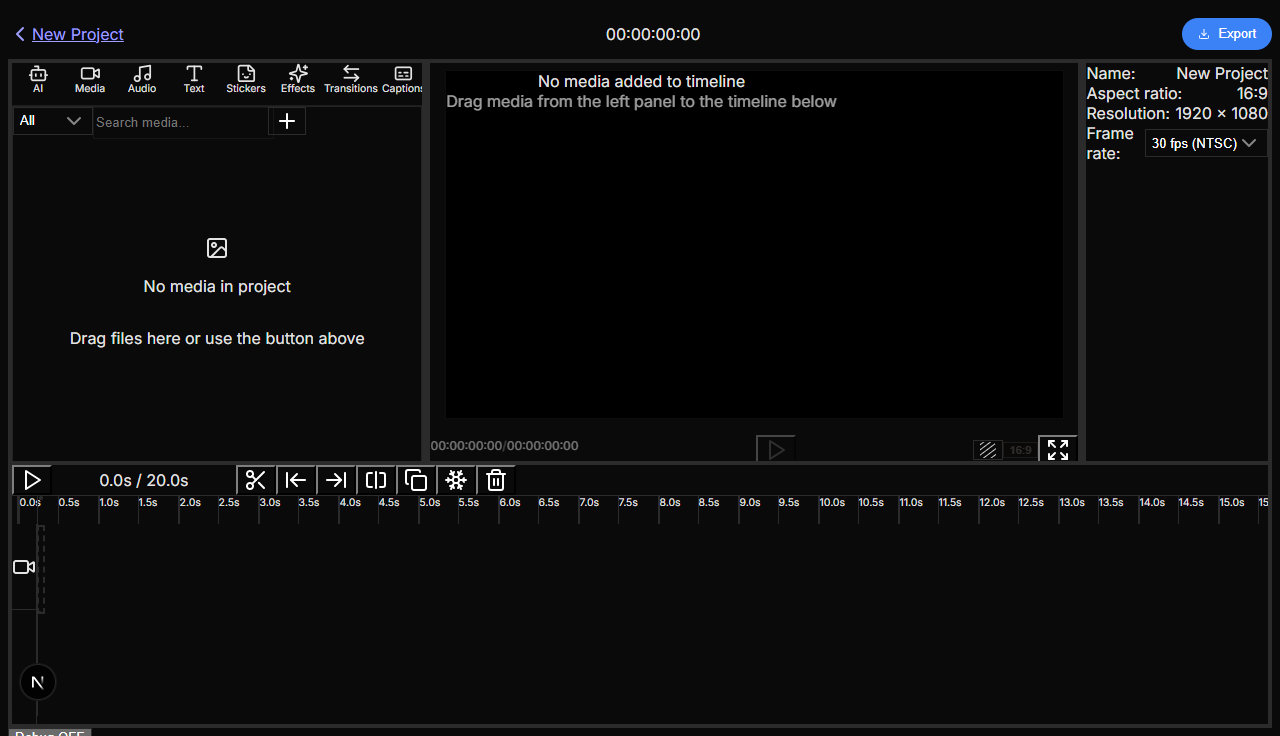 New Project
00:00:00:00
Export
AI
Media
Audio
Text
Stickers
Effects
Transitions
Captions
All
Search media...
No media in project
Drag files here or use the button above
No media added to timeline
Drag media from the left panel to the timeline below
00:00:00:00/00:00:00:00
16:9
Name: New Project
Aspect ratio: 16:9
Resolution: 1920 × 1080
Frame rate: 30 fps (NTSC)
0.0s / 20.0s
0.0s 0.5s 1.0s 1.5s 2.0s 2.5s 3.0s 3.5s 4.0s 4.5s 5.0s 5.5s 6.0s 6.5s 7.0s 7.5s 8.0s 8.5s 9.0s 9.5s 10.0s 10.5s 11.0s 11.5s 12.0s 12.5s 13.0s 13.5s 14.0s 14.5s 15.0s 15
N
Debug OFF